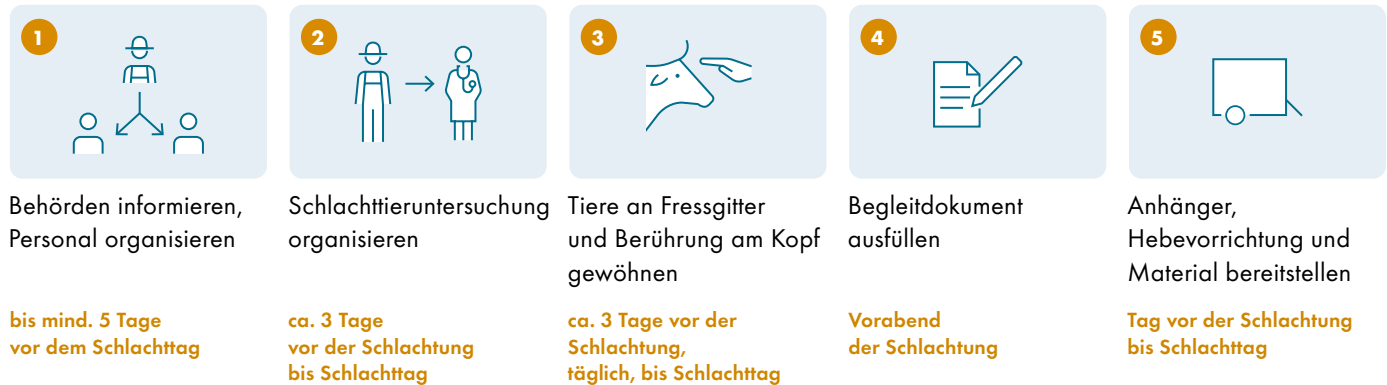 1
Behörden informieren,
Personal organisieren
bis mind. 5 Tage
vor dem Schlachttag
2
Schlachttieruntersuchung
organisieren
ca. 3 Tage
vor der Schlachtung
bis Schlachttag
3
Tiere an Fressgitter
und Berührung am Kopf
gewöhnen
ca. 3 Tage vor der
Schlachtung,
täglich, bis Schlachttag
4
Begleitdokument
ausfüllen
Vorabend
der Schlachtung
5
Anhänger,
Hebevorrichtung und
Material bereitstellen
Tag vor der Schlachtung
bis Schlachttag